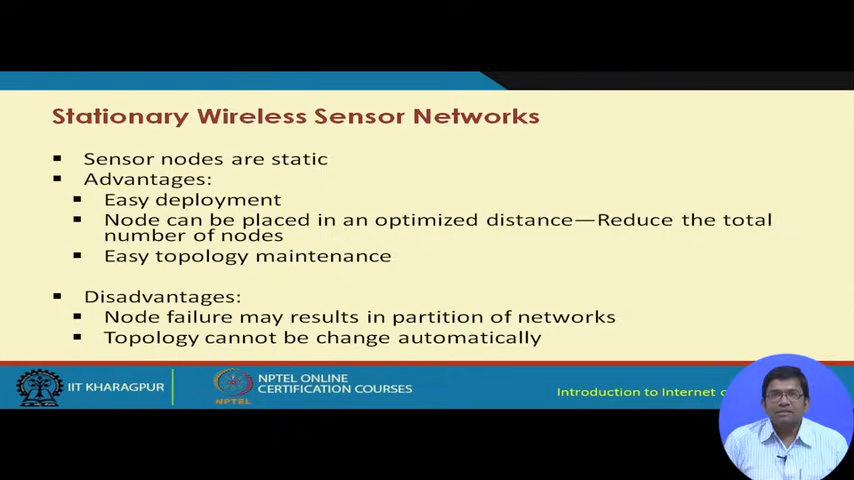 Stationary Wireless Sensor Networks
Sensor nodes are static
Advantages:
Easy deployment
Node can be placed in an optimized distance—Reduce the total
number of nodes
Easy topology maintenance
Disadvantages:
Node failure may results in partition of networks
Topology cannot be change automatically
IIT KHARAGPUR
NPTEL ONLINE
CERTIFICATION COURSES
NPTEL
Introduction to Internet